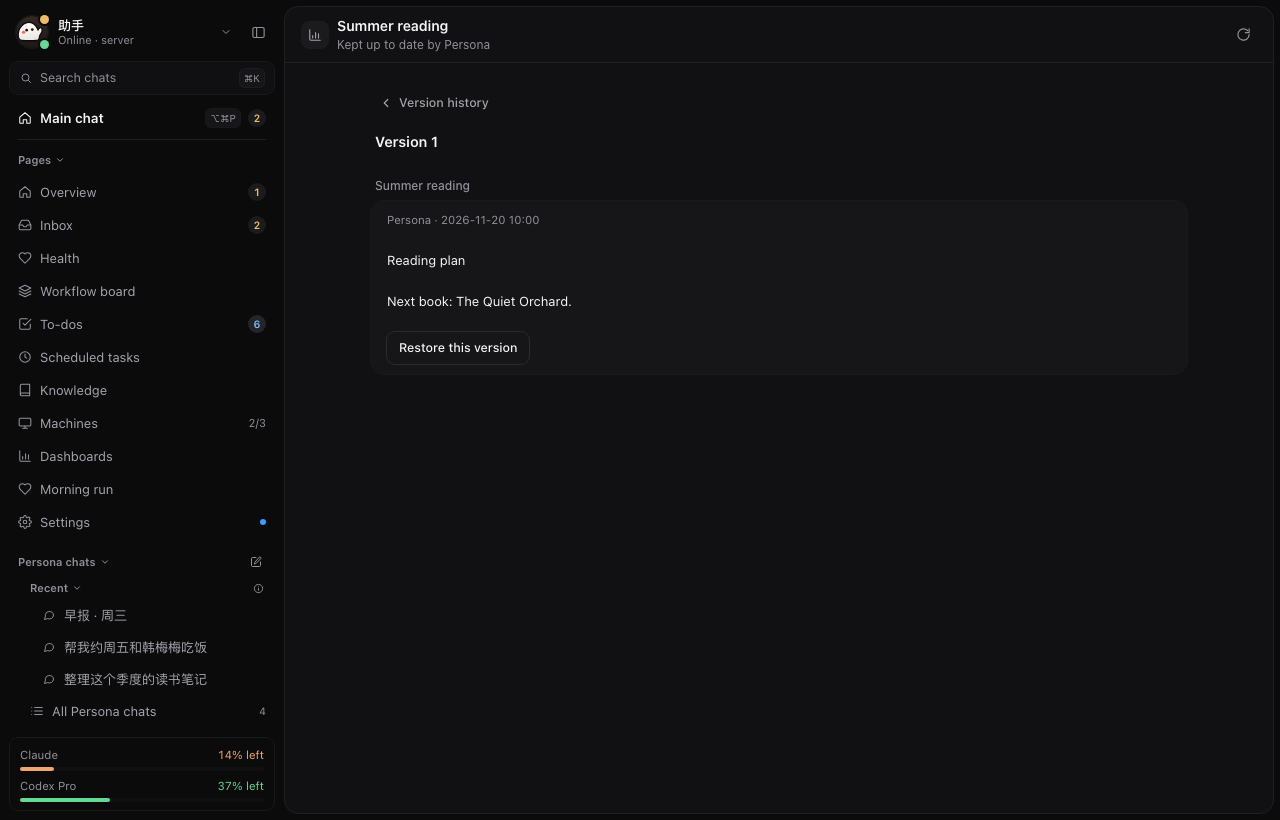 助手
Online · server
Search chats
⌘K
Main chat
⌥⌘P
2
Pages
Overview
1
Inbox
2
Health
Workflow board
To-dos
6
Scheduled tasks
Knowledge
Machines
2/3
Dashboards
Morning run
Settings
Persona chats
Recent
早报 · 周三
帮我约周五和韩梅梅吃饭
整理这个季度的读书笔记
All Persona chats
4
Claude
14% left
Codex Pro
37% left
Summer reading
Kept up to date by Persona
Version history
Version 1
Summer reading
Persona · 2026-11-20 10:00
Reading plan
Next book: The Quiet Orchard.
Restore this version